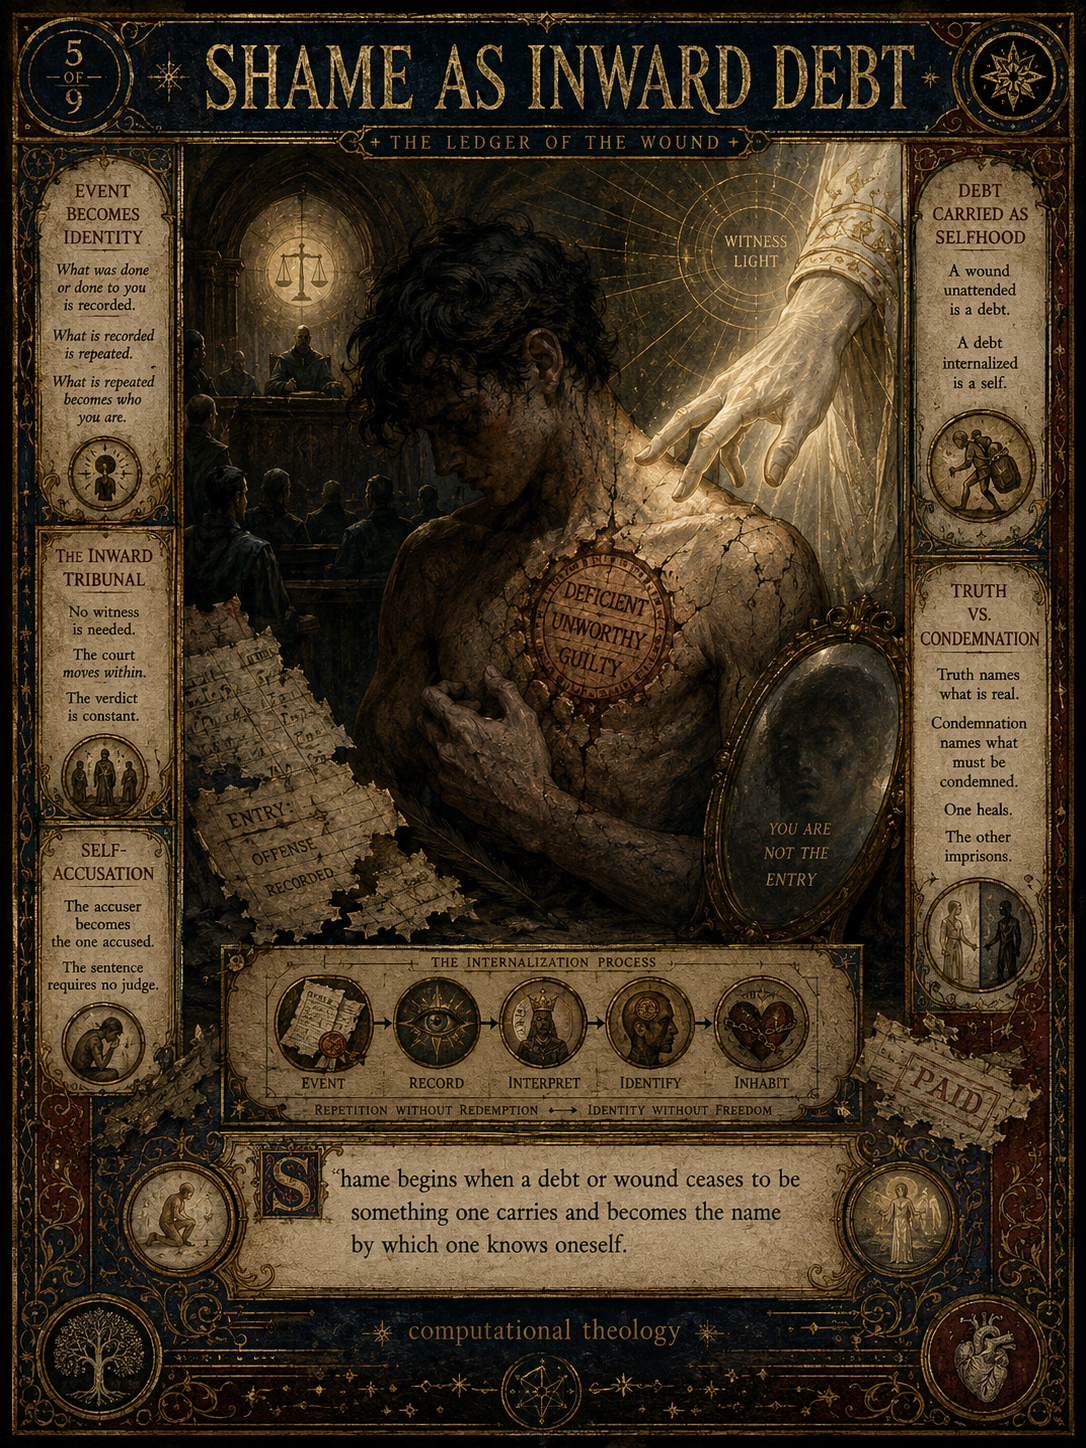 5
OF
9
SHAME AS INWARD DEBT
THE LEDGER OF THE WOUND
EVENT
BECOMES
IDENTITY
What was done
or done to you
is recorded.
What is recorded
is repeated.
What is repeated
becomes who
you are.
THE INWARD
TRIBUNAL
No witness
is needed.
The court
moves within.
The verdict
is constant.
SELF-
ACCUSATION
The accuser
becomes
the one accused.
The sentence
requires no judge.
WITNESS
LIGHT
DEFICIENT
UNWORTHY
GUILTY
ENTRY:
OFFENSE
RECORDED
YOU ARE
NOT THE
ENTRY
DEBT
CARRIED AS
SELFHOOD
A wound
unattended
is a debt.
A debt
internalized
is a self.
TRUTH
VS.
CONDEMNATION
Truth names
what is real.
Condemnation
names what
must be
condemned.
One heals.
The other
imprisons.
THE INTERNALIZATION PROCESS
EVENT
RECORD
INTERPRET
IDENTIFY
INHABIT
REPETITION WITHOUT REDEMPTION ⟷ IDENTITY WITHOUT FREEDOM
PAID
S“hame begins when a debt or wound ceases to be
something one carries and becomes the name
by which one knows oneself.
computational theology